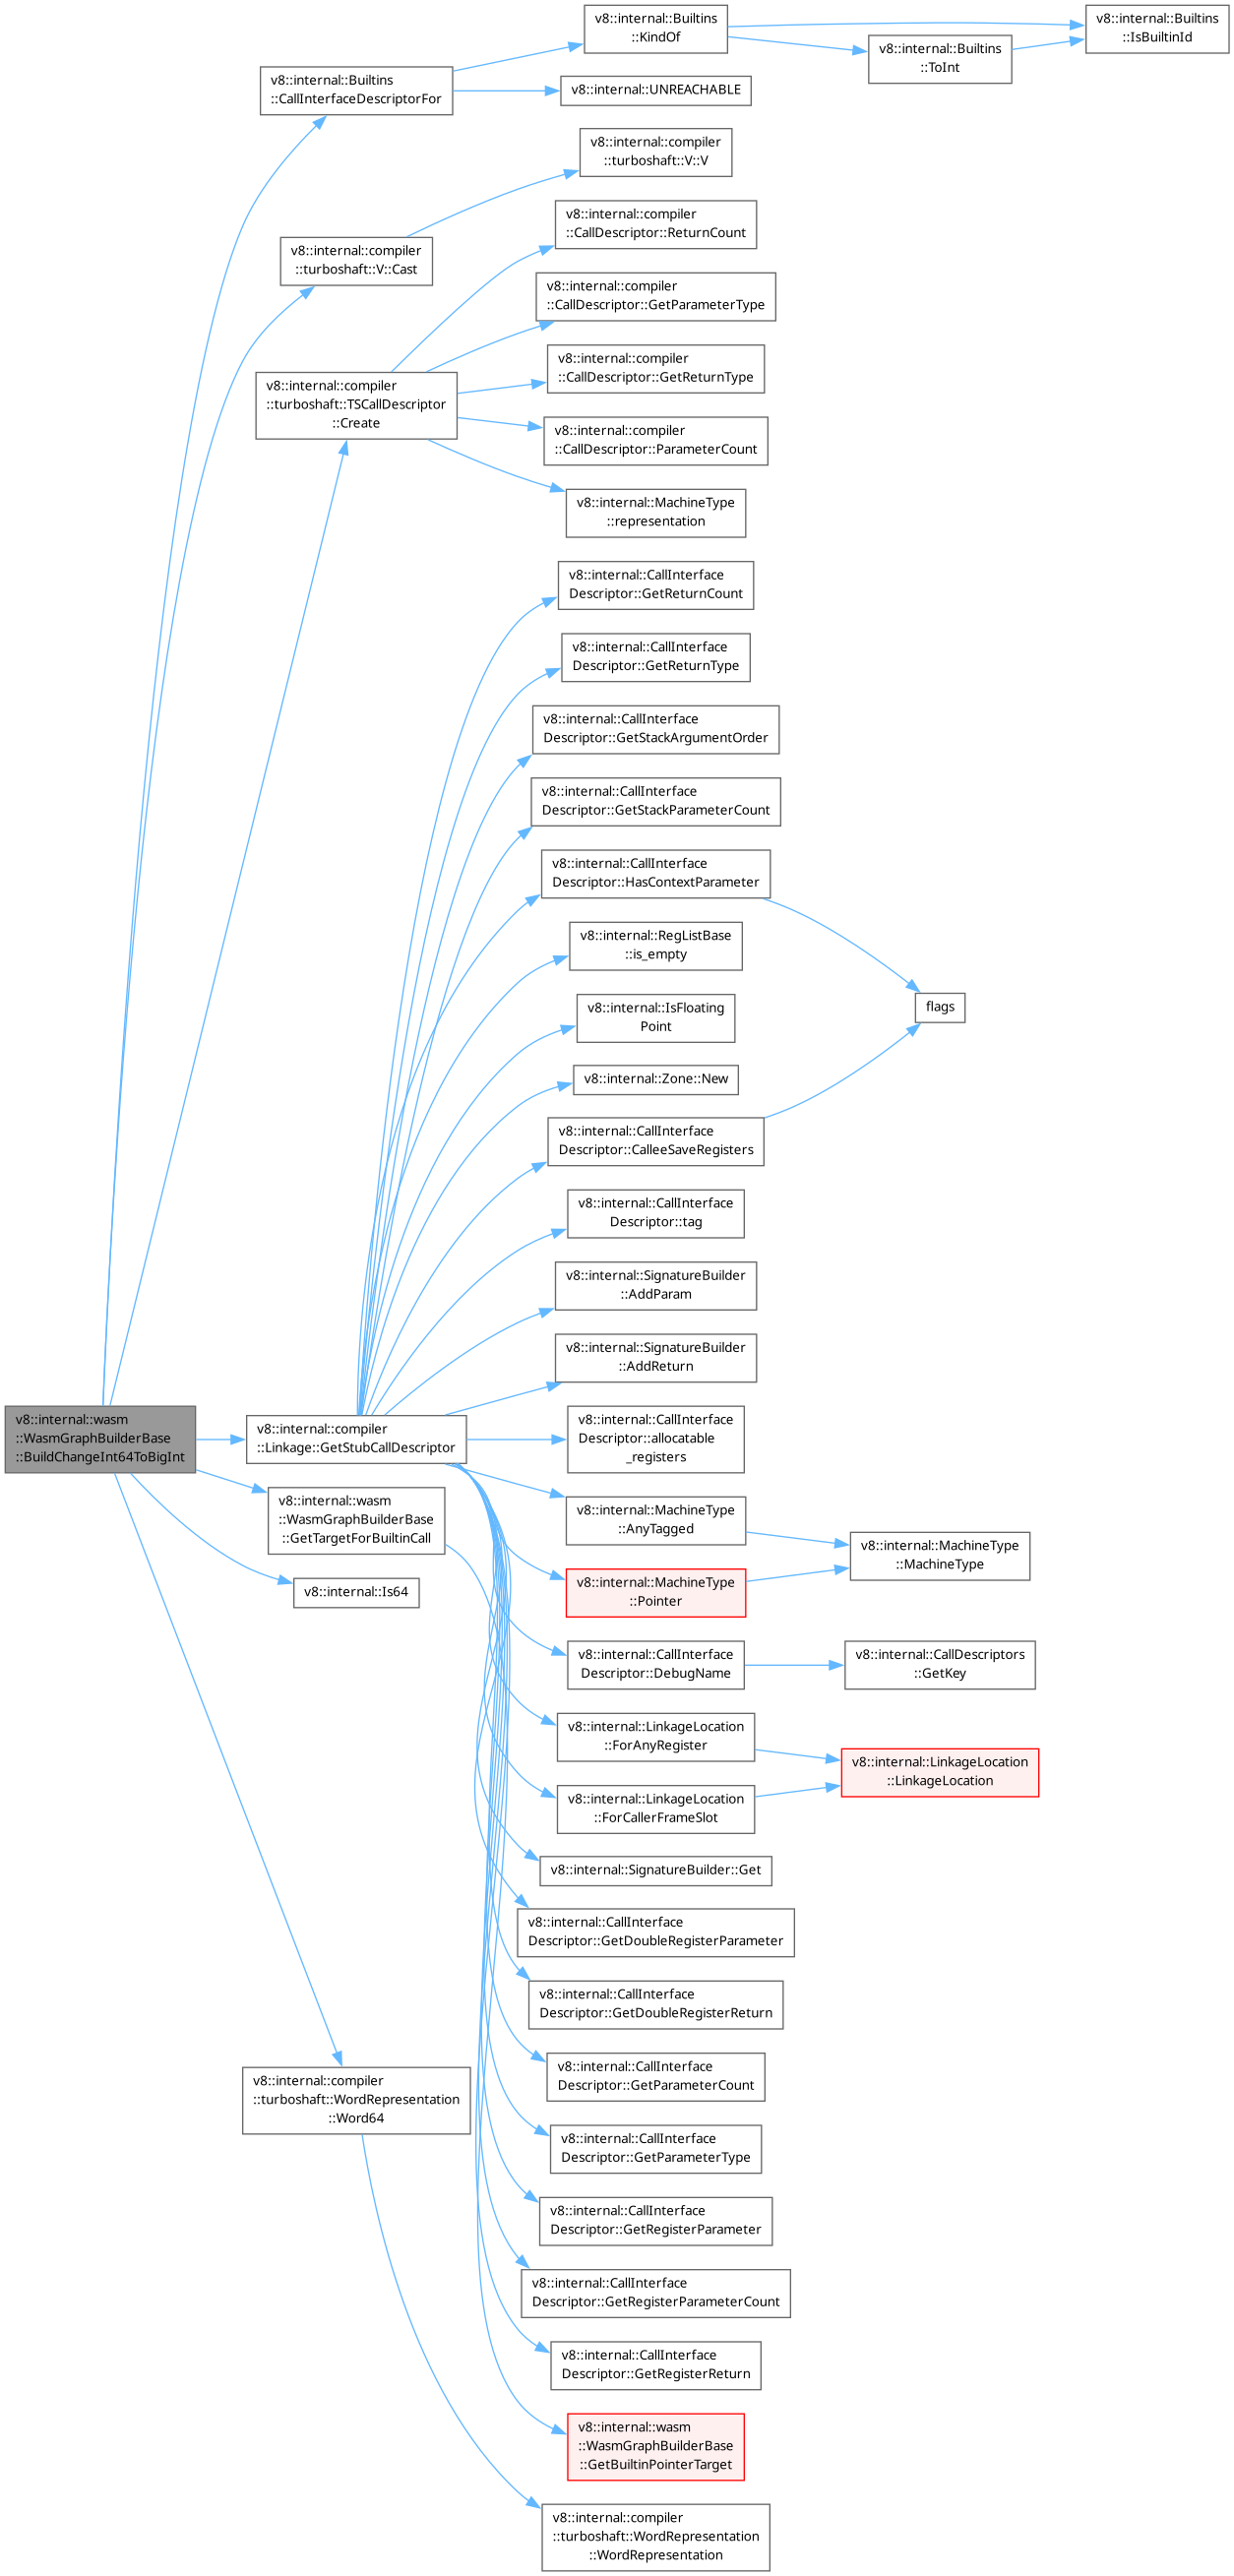 v8::internal::Builtins
::KindOf
v8::internal::Builtins
::IsBuiltinId
v8::internal::Builtins
::ToInt
v8::internal::Builtins
::CallInterfaceDescriptorFor
v8::internal::UNREACHABLE
v8::internal::compiler
::turboshaft::V::V
v8::internal::compiler
::CallDescriptor::ReturnCount
v8::internal::compiler
::turboshaft::V::Cast
v8::internal::compiler
::CallDescriptor::GetParameterType
v8::internal::compiler
::CallDescriptor::GetReturnType
v8::internal::compiler
::turboshaft::TSCallDescriptor
::Create
v8::internal::compiler
::CallDescriptor::ParameterCount
v8::internal::MachineType
::representation
v8::internal::CallInterface
Descriptor::GetReturnCount
v8::internal::CallInterface
Descriptor::GetReturnType
v8::internal::CallInterface
Descriptor::GetStackArgumentOrder
v8::internal::CallInterface
Descriptor::GetStackParameterCount
v8::internal::CallInterface
Descriptor::HasContextParameter
v8::internal::RegListBase
::is_empty
flags
v8::internal::IsFloating
Point
v8::internal::Zone::New
v8::internal::CallInterface
Descriptor::CalleeSaveRegisters
v8::internal::CallInterface
Descriptor::tag
v8::internal::SignatureBuilder
::AddParam
v8::internal::SignatureBuilder
::AddReturn
v8::internal::wasm
::WasmGraphBuilderBase
::BuildChangeInt64ToBigInt
v8::internal::compiler
::Linkage::GetStubCallDescriptor
v8::internal::CallInterface
Descriptor::allocatable
_registers
v8::internal::wasm
::WasmGraphBuilderBase
::GetTargetForBuiltinCall
v8::internal::MachineType
::AnyTagged
v8::internal::MachineType
::MachineType
v8::internal::Is64
v8::internal::MachineType
::Pointer
v8::internal::CallInterface
Descriptor::DebugName
v8::internal::CallDescriptors
::GetKey
v8::internal::LinkageLocation
::ForAnyRegister
v8::internal::LinkageLocation
::LinkageLocation
v8::internal::LinkageLocation
::ForCallerFrameSlot
v8::internal::SignatureBuilder::Get
v8::internal::CallInterface
Descriptor::GetDoubleRegisterParameter
v8::internal::CallInterface
Descriptor::GetDoubleRegisterReturn
v8::internal::CallInterface
Descriptor::GetParameterCount
v8::internal::compiler
::turboshaft::WordRepresentation
::Word64
v8::internal::CallInterface
Descriptor::GetParameterType
v8::internal::CallInterface
Descriptor::GetRegisterParameter
v8::internal::CallInterface
Descriptor::GetRegisterParameterCount
v8::internal::CallInterface
Descriptor::GetRegisterReturn
v8::internal::wasm
::WasmGraphBuilderBase
::GetBuiltinPointerTarget
v8::internal::compiler
::turboshaft::WordRepresentation
::WordRepresentation